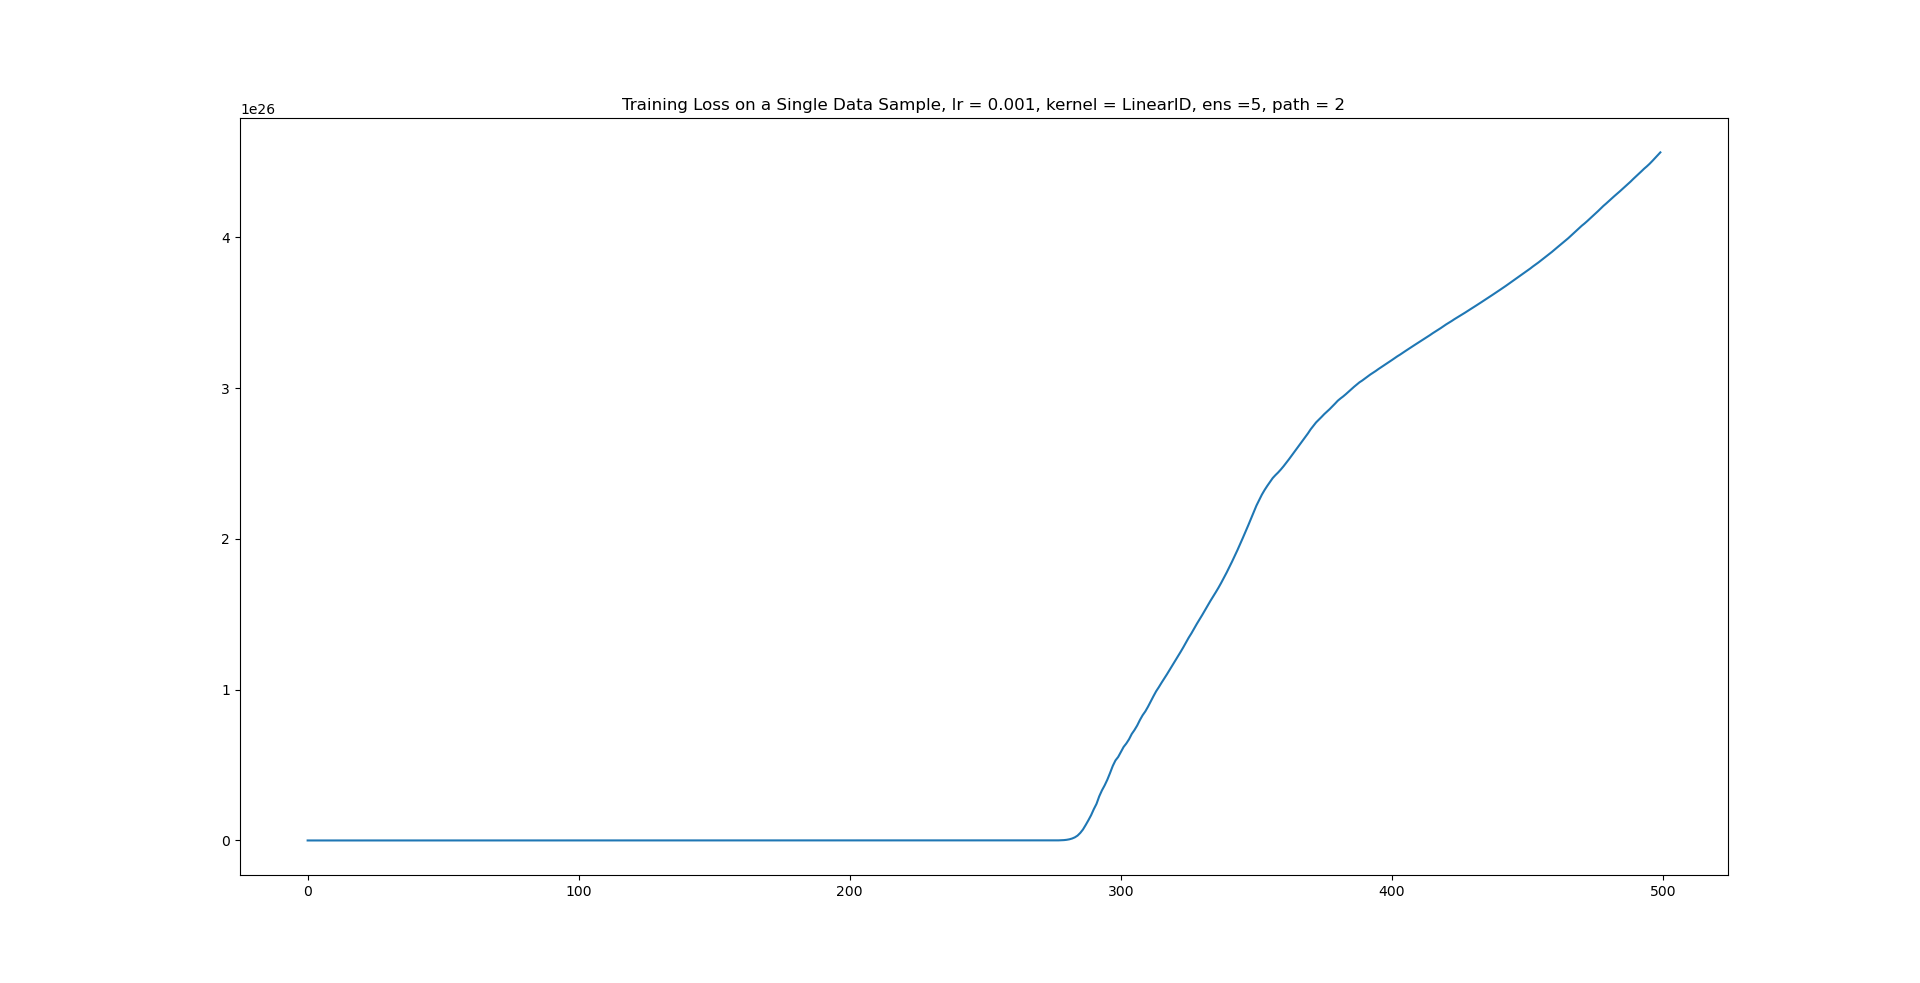 Training Loss on a Single Data Sample, lr = 0.001, kernel = LinearID, ens =5, path = 2
1e26
4
3
2
1
0
0 100 200 300 400 500